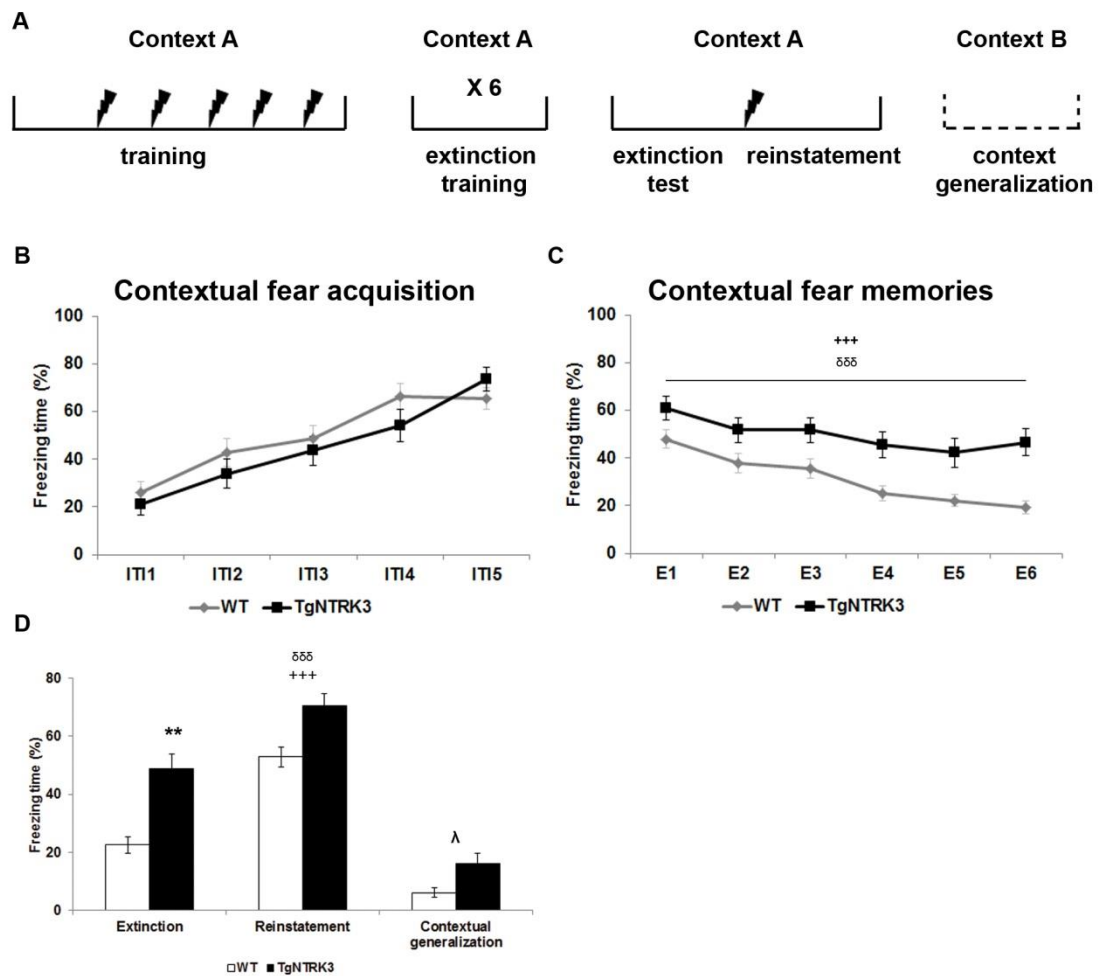 A
Context A
Context A
Context A
Context B
X 6
training
extinction
training
extinction
test
reinstatement
context
generalization
B
Contextual fear acquisition
100
80
60
40
20
0
Freezing time (%)
ITI1 ITI2 ITI3 ITI4 ITI5
WT TgNTRK3
C
Contextual fear memories
100
80
60
40
20
0
Freezing time (%)
+++
δδδ
E1 E2 E3 E4 E5 E6
WT TgNTRK3
D
80
60
40
20
0
Freezing time (%)
**
δδδ
+++
λ
Extinction
Reinstatement
Contextual
generalization
WT TgNTRK3